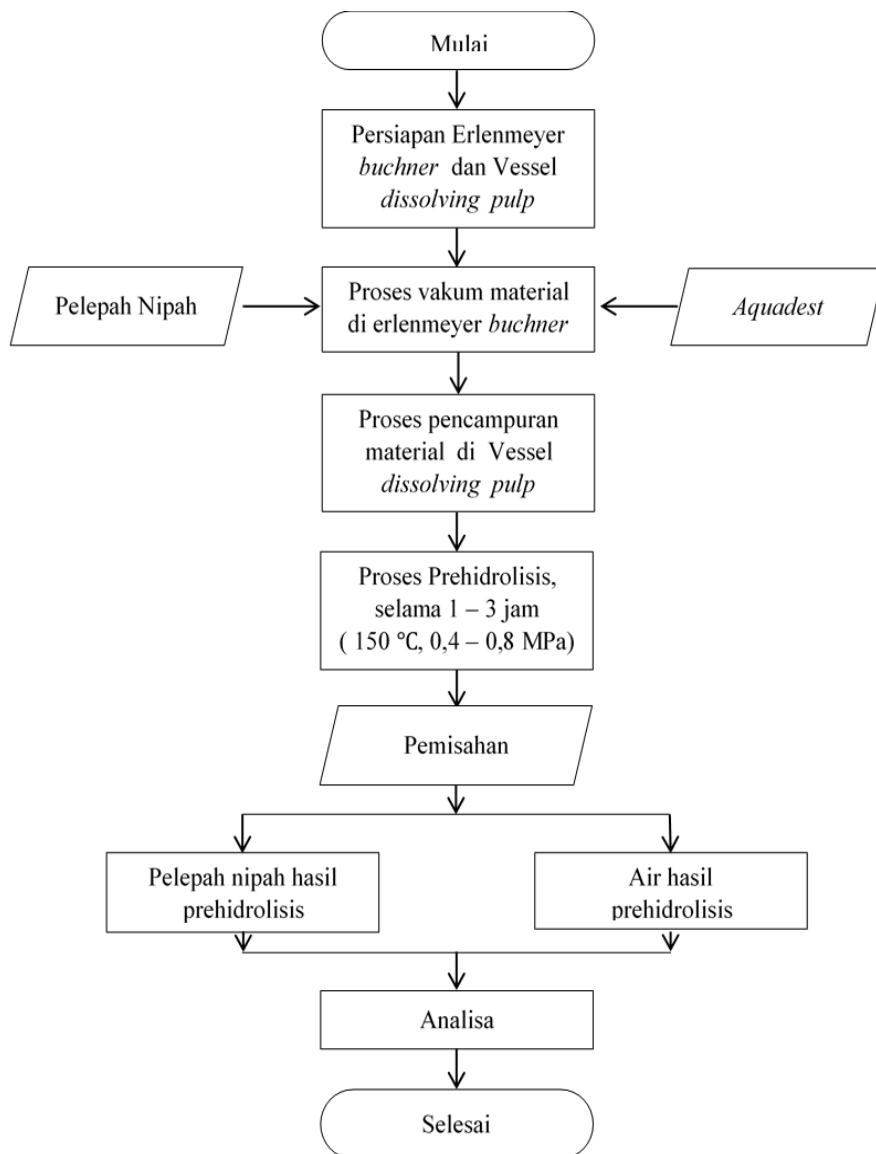 Mulai
Persiapan Erlenmeyer
buchner dan Vessel
dissolving pulp
Pelepah Nipah
Proses vakum material
di erlenmeyer buchner
Aquadest
Proses pencampuran
material di Vessel
dissolving pulp
Proses Prehidrolisis,
selama 1 – 3 jam
( 150 ℃, 0,4 – 0,8 MPa)
Pemisahan
Pelepah nipah hasil
prehidrolisis
Air hasil
prehidrolisis
Analisa
Selesai